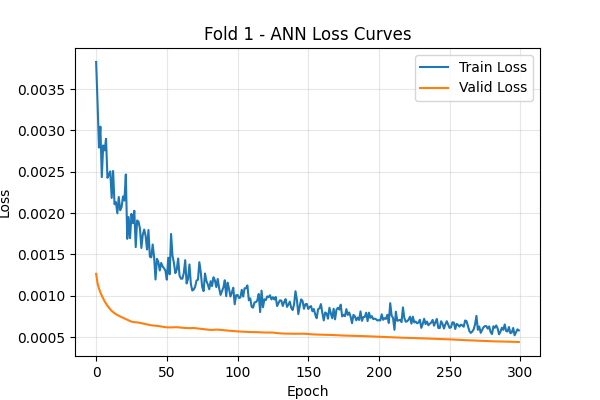 Fold 1 - ANN Loss Curves
Train Loss
Valid Loss
Loss
0.0035
0.0030
0.0025
0.0020
0.0015
0.0010
0.0005
0 50 100 150 200 250 300
Epoch